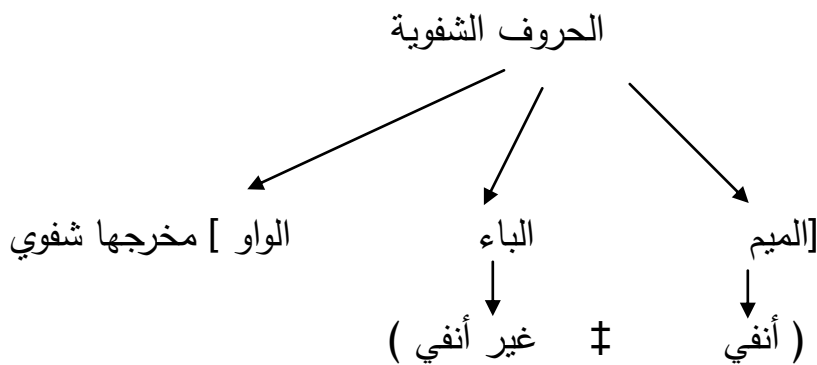 الحروف الشفوية
[الميم الباء الواو ] مخرجها شفوي
( أنفي ‡ غير أنفي )